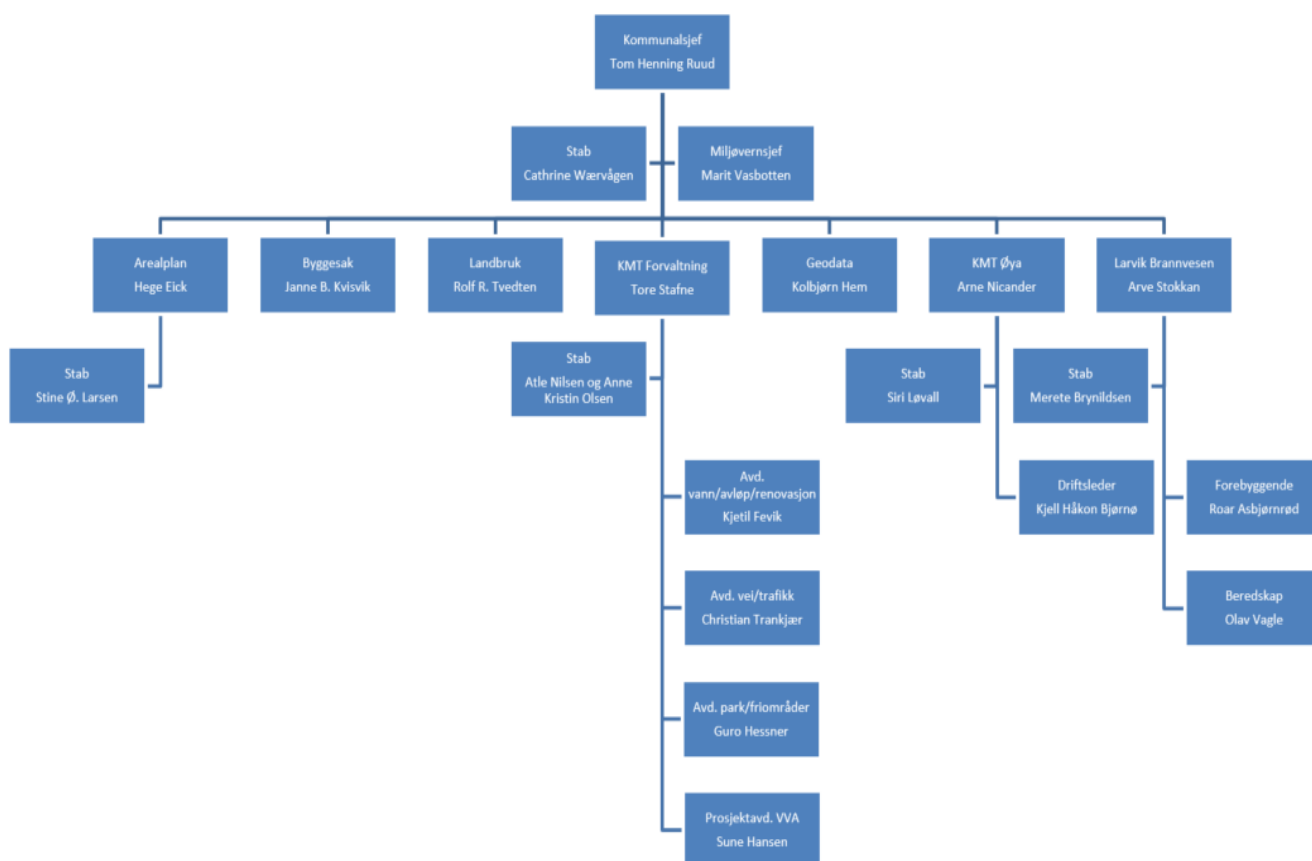 Kommunalsjef
Tom Henning Ruud
Stab
Cathrine Wærvågen
Miljøvernsjef
Marit Vasbotten
Arealplan
Hege Eick
Byggesak
Janne B. Kvisvik
Landbruk
Rolf R. Tvedten
KMT Forvaltning
Tore Stafne
Geodata
Kolbjørn Hem
KMT Øya
Arne Nicander
Larvik Brannvesen
Arve Stokkan
Stab
Stine Ø. Larsen
Stab
Atle Nilsen og Anne
Kristin Olsen
Stab
Siri Løvall
Stab
Merete Brynildsen
Avd.
vann/avløp/renovasjon
Kjetil Fevik
Driftsleder
Kjell Håkon Bjørnø
Forebyggende
Roar Asbjørnrød
Avd. vei/trafikk
Christian Trankjær
Beredskap
Olav Vagle
Avd. park/friområder
Guro Hessner
Prosjektavd. VVA
Sune Hansen